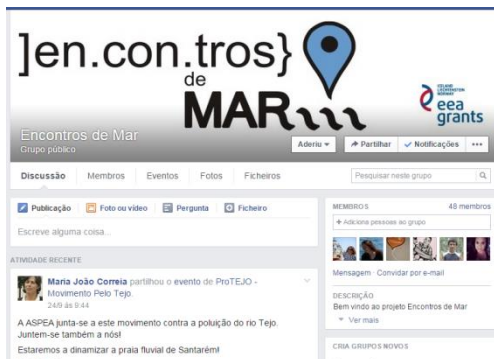 ]en.con.tros}
de
MAR
ICELAND
LIECHTENSTEIN
NORWAY
eea
grants
Encontros de Mar
Grupo público
Aderiu
Partilhar
Notificações
Discussão
Membros
Eventos
Fotos
Ficheiros
Pesquisar neste grupo
Publicação
Foto ou vídeo
Pergunta
Ficheiro
Escreve alguma coisa...
ATIVIDADE RECENTE
Maria João Correia partilhou o evento de ProTEJO -
Movimento Pelo Tejo.
24/9 às 9:44
A ASPEA junta-se a este movimento contra a poluição do rio Tejo.
Juntem-se também a nós!
Estaremos a dinamizar a praia fluvial de Santarém!
MEMBROS
48 membros
+ Adiciona pessoas ao grupo
Mensagem · Convidar por e-mail
DESCRIÇÃO
Bem vindo ao projeto Encontros de Mar
Ver mais
CRIA GRUPOS NOVOS